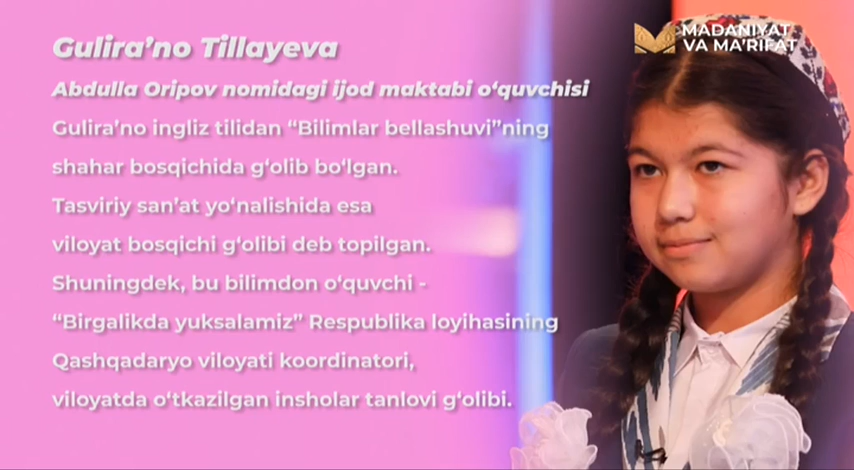 Gulira’no Tillayeva
MADANIYAT
VA MA’RIFAT
Abdulla Oripov nomidagi ijod maktabi o‘quvchisi
Gulira’no ingliz tilidan “Bilimlar bellashuvi”ning
shahar bosqichida g‘olib bo‘lgan.
Tasviriy san’at yo‘nalishida esa
viloyat bosqichi g‘olibi deb topilgan.
Shuningdek, bu bilimdon o‘quvchi -
“Birgalikda yuksalamiz” Respublika loyihasining
Qashqadaryo viloyati koordinatori,
viloyatda o‘tkazilgan insholar tanlovi g‘olibi.